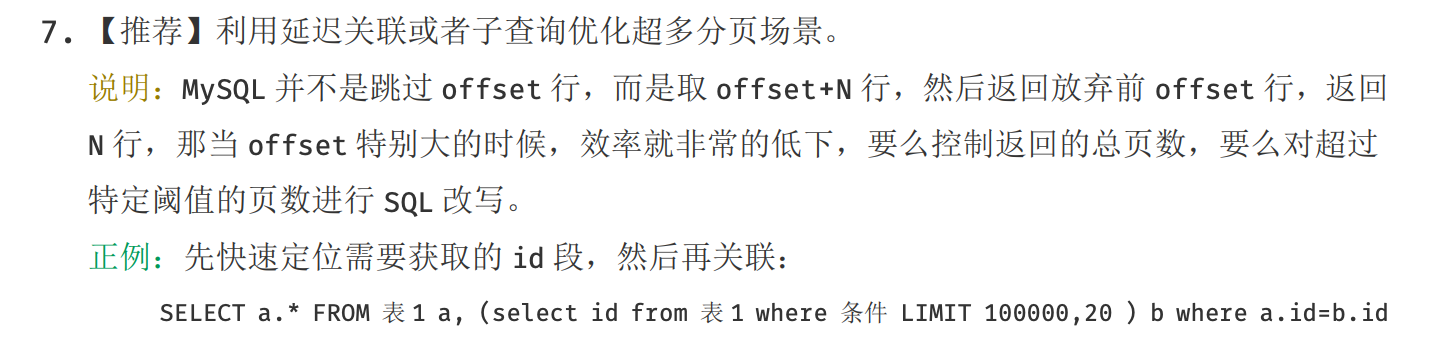 7. 【推荐】利用延迟关联或者子查询优化超多分页场景。
说明：MySQL 并不是跳过 offset 行，而是取 offset+N 行，然后返回放弃前 offset 行，返回
N 行，那当 offset 特别大的时候，效率就非常的低下，要么控制返回的总页数，要么对超过
特定阈值的页数进行 SQL 改写。
正例：先快速定位需要获取的 id 段，然后再关联：
SELECT a.* FROM 表 1 a, (select id from 表 1 where 条件 LIMIT 100000,20 ) b where a.id=b.id